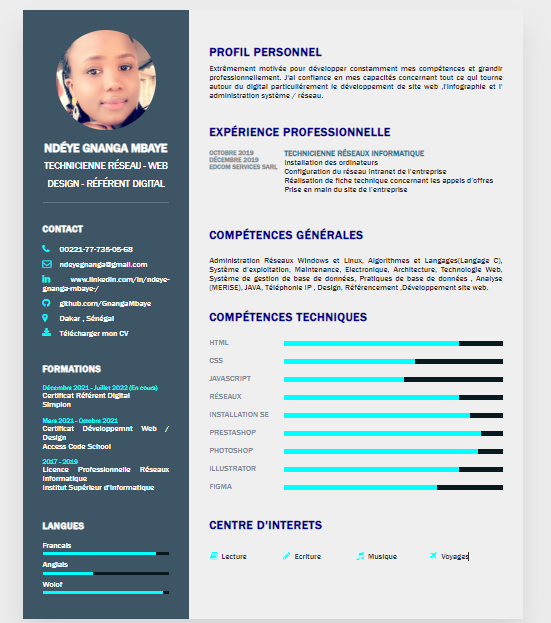 NDÉYE GNANGA MBAYE
TECHNICIENNE RÉSEAU - WEB
DESIGN - RÉFÉRENT DIGITAL
CONTACT
00221-77-735-05-68
ndeyegnanga@gmail.com
www.linkedin.com/in/ndeye-
gnanga-mbaye-/
github.com/GnangaMbaye
Dakar , Sénégal
Télécharger mon CV
FORMATIONS
Décembre 2021 - Juillet 2022 (En cours)
Certificat Référent Digital
Simplon
Mars 2021 - Octobre 2021
Certificat Développemnt Web /
Design
Access Code School
2017 - 2019
Licence Professionnelle Réseaux
Informatique
Institut Supérieur d'Informatique
LANGUES
Francais
Anglais
Wolof
PROFIL PERSONNEL
Extrêmement motivée pour développer constamment mes compétences et grandir
professionnellement. J'ai confiance en mes capacités concernant tout ce qui tourne
autour du digital particulièrement le développement de site web ,l'infographie et l'
administration système / réseau.
EXPÉRIENCE PROFESSIONNELLE
OCTOBRE 2019
DÉCEMBRE 2019
EDCOM SERVICES SARL
TECHNICIENNE RÉSEAUX INFORMATIQUE
Installation des ordinateurs
Configuration du réseau intranet de l'entreprise
Réalisation de fiche technique concernant les appels d'offres
Prise en main du site de l'entreprise
COMPÉTENCES GÉNÉRALES
Administration Réseaux Windows et Linux, Algorithmes et Langages(Langage C),
Système d'exploitation, Maintenance, Electronique, Architecture, Technologie Web,
Système de gestion de base de données, Pratiques de base de données , Analyse
(MERISE), JAVA, Téléphonie IP , Design, Référencement ,Développement site web.
COMPÉTENCES TECHNIQUES
HTML
CSS
JAVASCRIPT
RÉSEAUX
INSTALLATION SE
PRESTASHOP
PHOTOSHOP
ILLUSTRATOR
FIGMA
CENTRE D'INTERETS
Lecture
Ecriture
Musique
Voyages